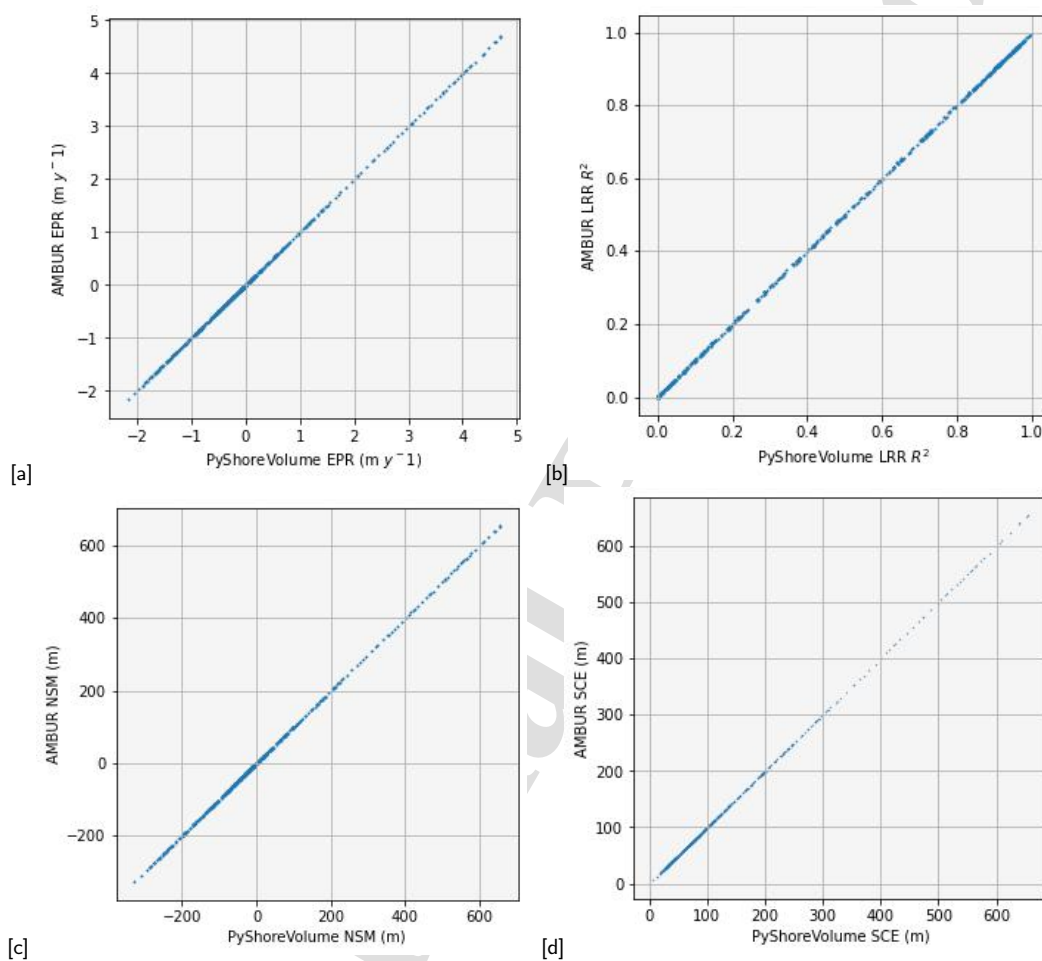 5
4
3
2
1
0
−1
−2
AMBUR EPR (m y⁻1)
−2 −1 0 1 2 3 4 5
PyShoreVolume EPR (m y⁻1)
[a]
1.0
0.8
0.6
0.4
0.2
0.0
AMBUR LRR R²
0.0 0.2 0.4 0.6 0.8 1.0
PyShoreVolume LRR R²
[b]
600
400
200
0
−200
AMBUR NSM (m)
−200 0 200 400 600
PyShoreVolume NSM (m)
[c]
600
500
400
300
200
100
0
AMBUR SCE (m)
0 100 200 300 400 500 600
PyShoreVolume SCE (m)
[d]